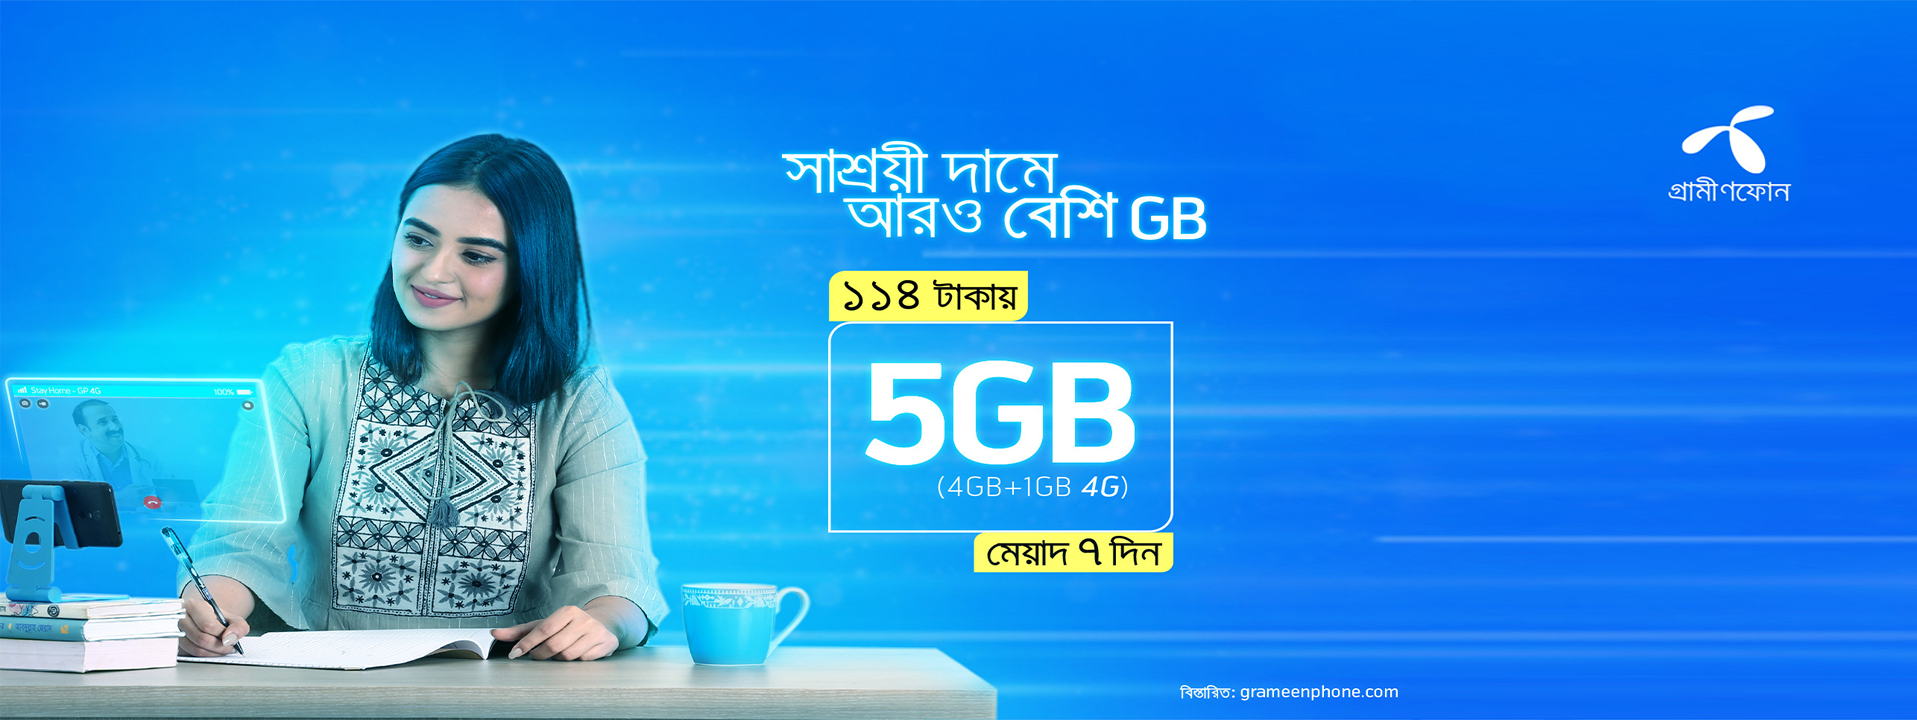 সাশ্রয়ী দামে
আরও বেশি GB
গ্রামীণফোন
১১৪ টাকায়
5GB
(4GB+1GB 4G)
মেয়াদ ৭ দিন
Stay Home - GP 4G 100%
বিস্তারিত: grameenphone.com